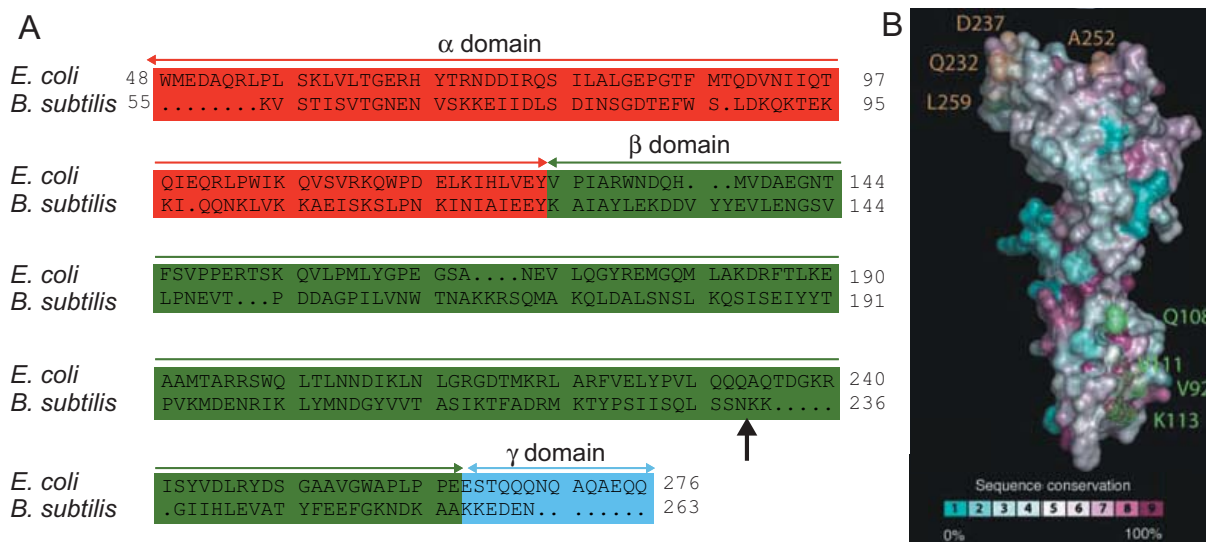 A
α domain
E. coli 48 WMEDAQRLPL SKLVLTGERH YTRNDDIRQS ILALGEPGTF MTQDVNIIQT 97
B. subtilis 55 ........KV STISVTGNEN VSKKEIIDLS DINSGDTEFW S.LDKQKTEK 95
β domain
E. coli QIEQRLPWIK QVSVRKQWPD ELKIHLVEYV PIARWNDQH. ..MVDAEGNT 144
B. subtilis KI.QQNKLVK KAEISKSLPN KINIAIEEYK AIAYLEKDDV YYEVLENGSV 144
E. coli FSVPPERTSK QVLPMLYGPE GSA....NEV LQGYREMGQM LAKDRFTLKE 190
B. subtilis LPNEVT...P DDAGPILVNW TNAKKRSQMA KQLDALSNSL KQSISEIYYT 191
E. coli AAMTARRSWQ LTLNNDIKLN LGRGDTMKRL ARFVELYPVL QQQAQTDGKR 240
B. subtilis PVKMDENRIK LYMNDGYVVT ASIKTFADRM KTYPSIISQL SSNKK..... 236
γ domain
E. coli ISYVDLRYDS GAAVGWAPLP PEESTQQQNQ AQAEQQ 276
B. subtilis .GIIHLEVAT YFEEFGKNDK AAKKEDEN.. ...... 263
B
D237
A252
Q232
L259
Q108
111
V92
K113
Sequence conservation
1 2 3 4 5 6 7 8 9
0% 100%